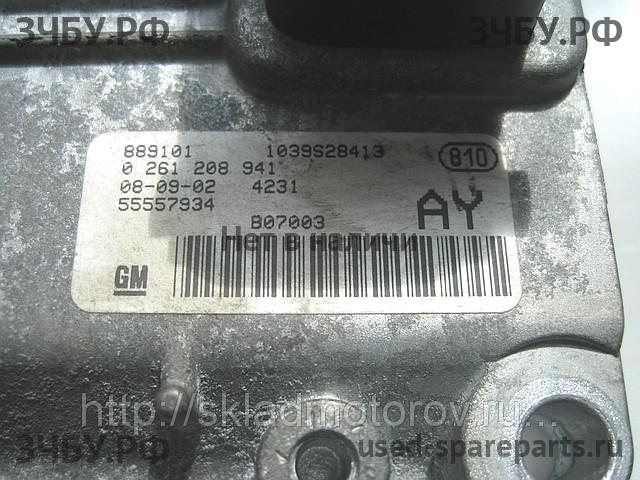 ЗЧБУ.РФ ЗЧБУ.РФ
889101 1039S28413 810
0 261 208 941
08-09-02 4231 AY
55557934
B07003
Нет в наличии
GM
http://skladmotorov.ru...
ЗЧБУ.РФ used-spareparts.ru